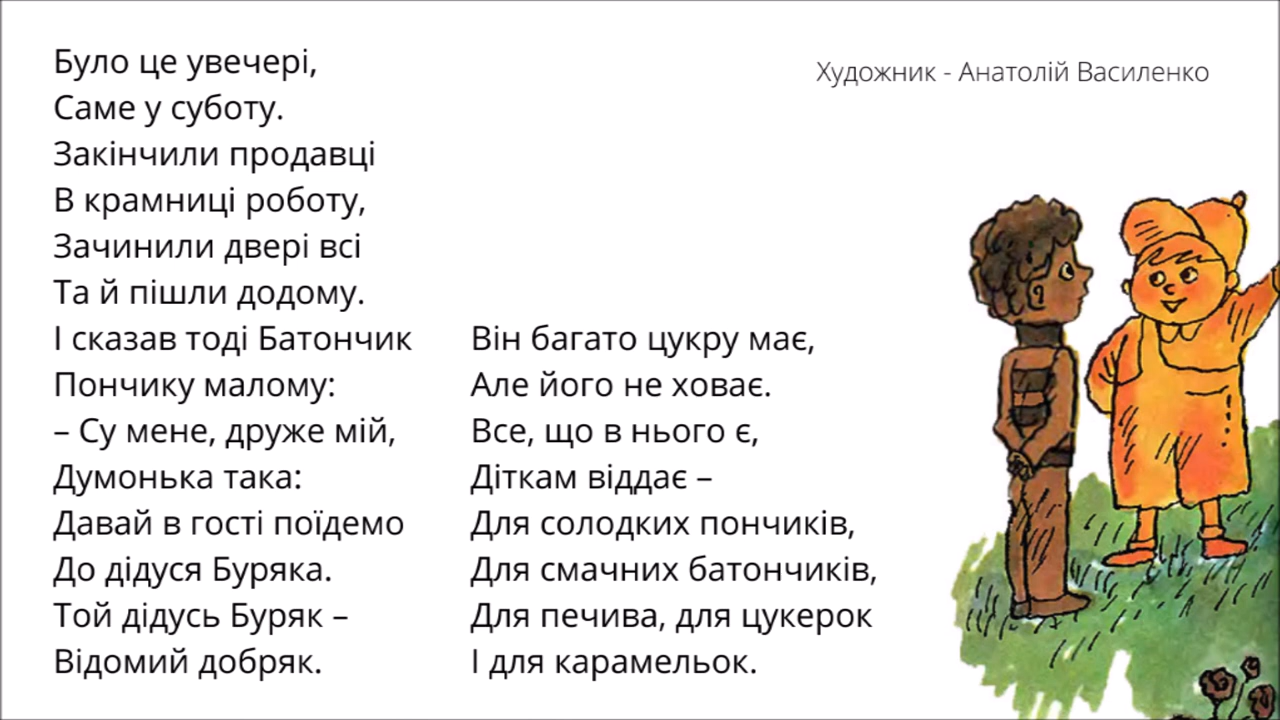 Було це увечері,
Саме у суботу.
Закінчили продавці
В крамниці роботу,
Зачинили двері всі
Та й пішли додому.
І сказав тоді Батончик
Пончику малому:
– Су мене, друже мій,
Думонька така:
Давай в гості поїдемо
До дідуся Буряка.
Той дідусь Буряк –
Відомий добряк.
Він багато цукру має,
Але його не ховає.
Все, що в нього є,
Діткам віддає –
Для солодких пончиків,
Для смачних батончиків,
Для печива, для цукерок
І для карамельок.
Художник - Анатолій Василенко